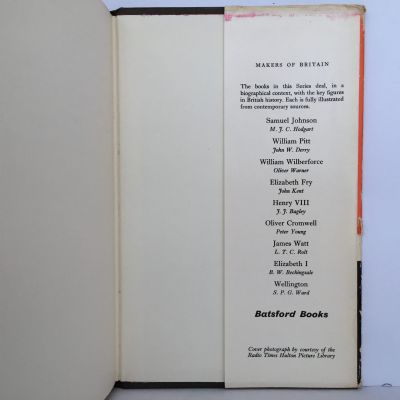 MAKERS OF BRITAIN
The books in this Series deal, in a
biographical context, with the key figures
in British history. Each is fully illustrated
from contemporary sources.
Samuel Johnson
M. J. C. Hodgart
William Pitt
John W. Derry
William Wilberforce
Oliver Warner
Elizabeth Fry
John Kent
Henry VIII
J. J. Bagley
Oliver Cromwell
Peter Young
James Watt
L. T. C. Rolt
Elizabeth I
B. W. Beckingsale
Wellington
S. P. G. Ward
Batsford Books
Cover photograph by courtesy of the
Radio Times Hulton Picture Library